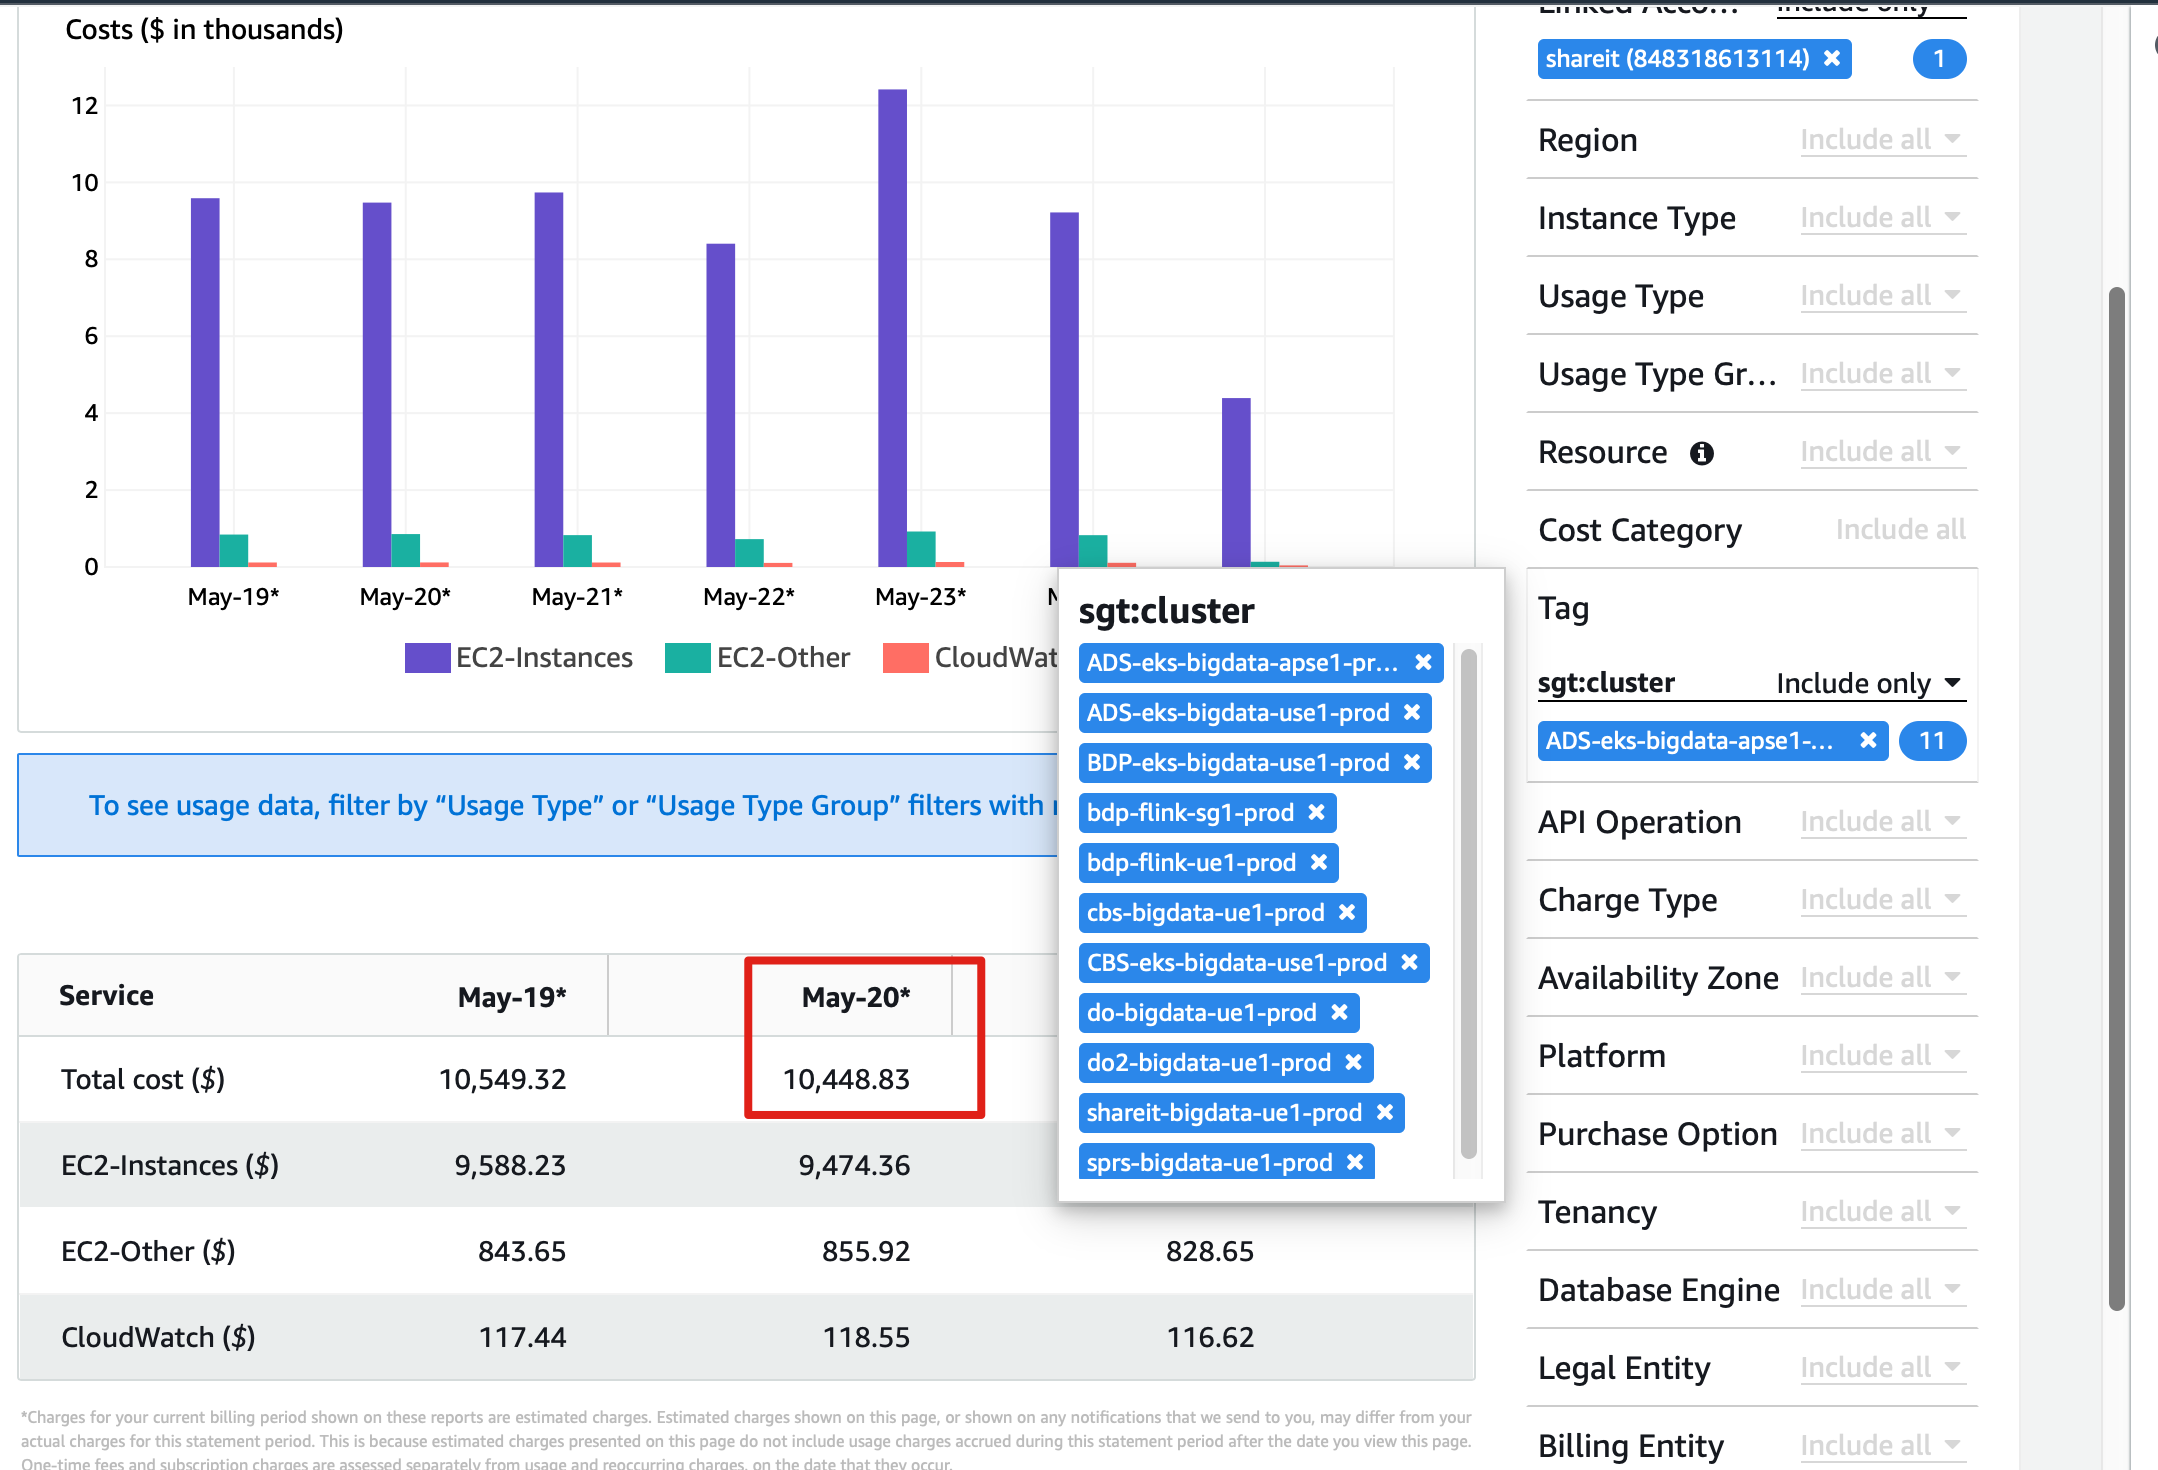 Costs ($ in thousands)
12
10
8
6
4
2
0
May-19*
May-20*
May-21*
May-22*
May-23*
EC2-Instances
EC2-Other
CloudWat
To see usage data, filter by “Usage Type” or “Usage Type Group” filters with
Service
May-19*
May-20*
Total cost ($)
10,549.32
10,448.83
EC2-Instances ($)
9,588.23
9,474.36
EC2-Other ($)
843.65
855.92
828.65
CloudWatch ($)
117.44
118.55
116.62
*Charges for your current billing period shown on these reports are estimated charges. Estimated charges shown on this page, or shown on any notifications that we send to you, may differ from your
actual charges for this statement period. This is because estimated charges presented on this page do not include usage charges accrued during this statement period after the date you view this page.
One-time fees and subscription charges are assessed separately from usage and reoccurring charges, on the date that they occur.
sgt:cluster
ADS-eks-bigdata-apse1-pr...
ADS-eks-bigdata-use1-prod
BDP-eks-bigdata-use1-prod
bdp-flink-sg1-prod
bdp-flink-ue1-prod
cbs-bigdata-ue1-prod
CBS-eks-bigdata-use1-prod
do-bigdata-ue1-prod
do2-bigdata-ue1-prod
shareit-bigdata-ue1-prod
sprs-bigdata-ue1-prod
Linked Acco... Include only
shareit (848318613114) 1
Region Include all
Instance Type Include all
Usage Type Include all
Usage Type Gr... Include all
Resource Include all
Cost Category Include all
Tag
sgt:cluster Include only
ADS-eks-bigdata-apse1-... 11
API Operation Include all
Charge Type Include all
Availability Zone Include all
Platform Include all
Purchase Option Include all
Tenancy Include all
Database Engine Include all
Legal Entity Include all
Billing Entity Include all